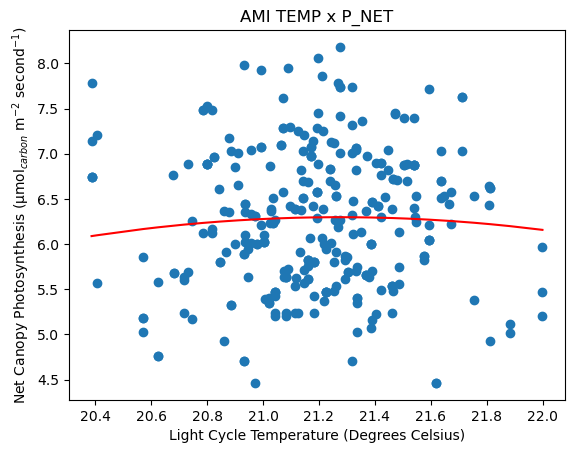 AMI TEMP x P_NET
Net Canopy Photosynthesis (μmol_carbon m⁻² second⁻¹)
8.0
7.5
7.0
6.5
6.0
5.5
5.0
4.5
20.4 20.6 20.8 21.0 21.2 21.4 21.6 21.8 22.0
Light Cycle Temperature (Degrees Celsius)